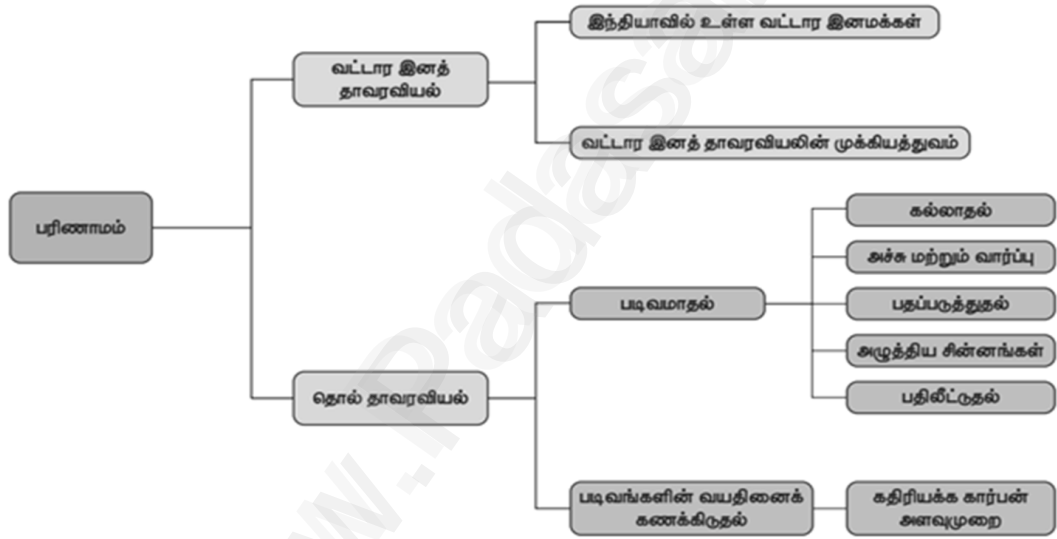 இந்தியாவில் உள்ள வட்டார இனமக்கள்
வட்டார இனத்
தாவரவியல்
வட்டார இனத் தாவரவியலின் முக்கியத்துவம்
பரிணாமம்
கல்லாதல்
அச்சு மற்றும் வார்ப்பு
படிவமாதல்
பதப்படுத்துதல்
அழுத்திய சின்னங்கள்
தொல் தாவரவியல்
பதிலீட்டுதல்
படிவங்களின் வயதினைக்
கணக்கிடுதல்
கதிரியக்க கார்பன்
அளவுமுறை
www.Padasa